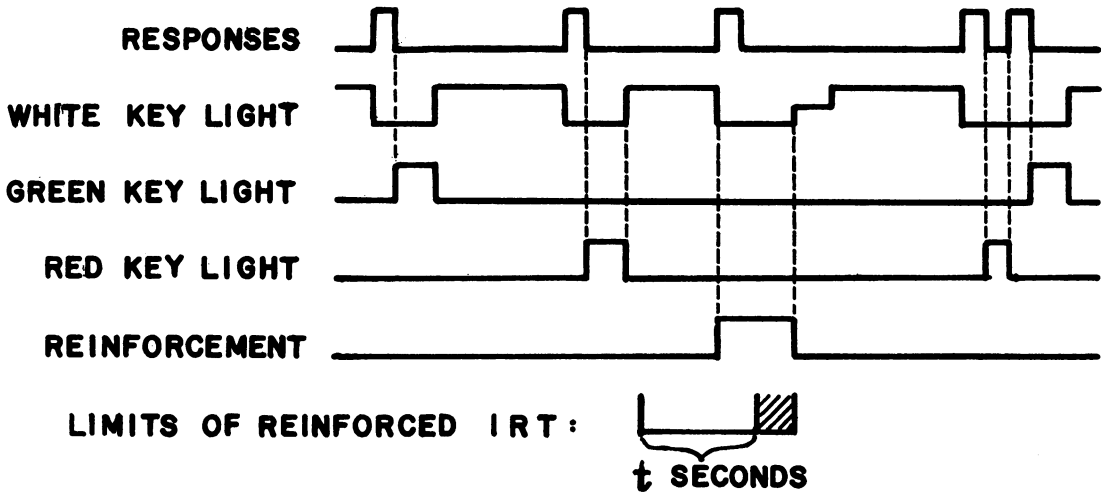 RESPONSES
WHITE KEY LIGHT
GREEN KEY LIGHT
RED KEY LIGHT
REINFORCEMENT
LIMITS OF REINFORCED IRT:
t SECONDS